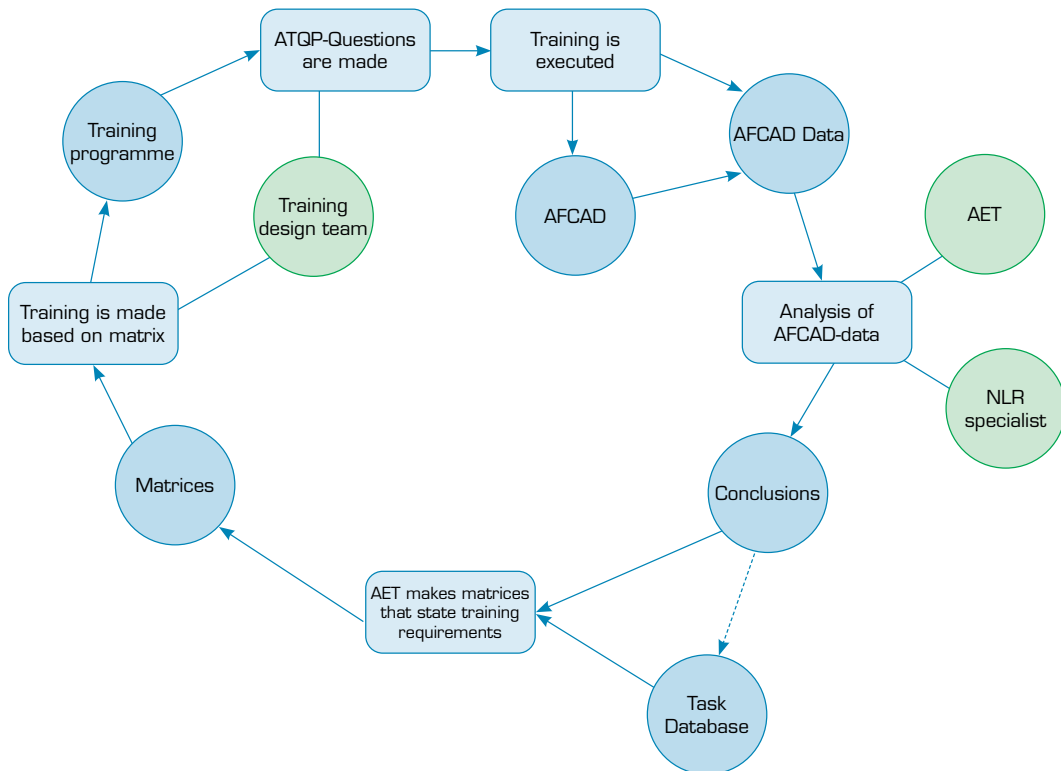 ATQP-Questions
are made
Training is
executed
Training
programme
AFCAD Data
Training
design team
AFCAD
AET
Training is made
based on matrix
Analysis of
AFCAD-data
NLR
specialist
Matrices
Conclusions
AET makes matrices
that state training
requirements
Task
Database